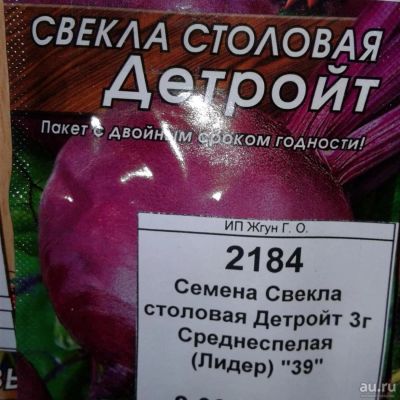 СВЕКЛА СТОЛОВАЯ
Детройт
Пакет с двойным сроком годности!
ИП Жгун Г. О.
2184
Семена Свекла
столовая Детройт 3г
Среднеспелая
(Лидер) "39"
au.ru